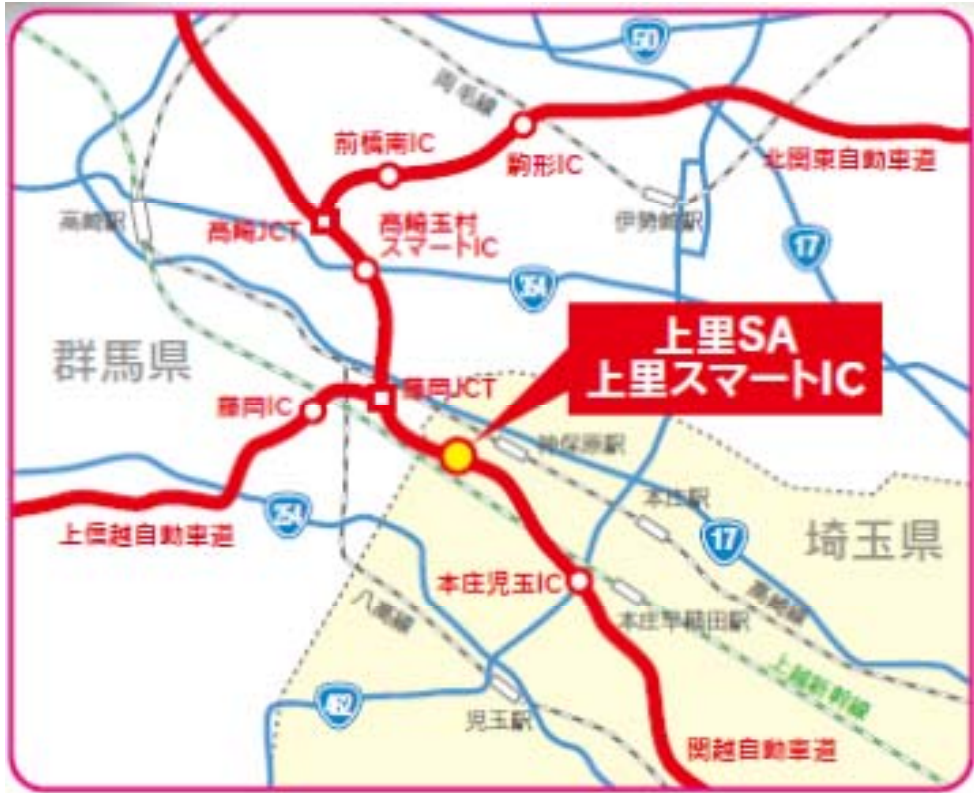 50
両毛線
前橋南IC
駒形IC
北関東自動車道
高崎駅
高崎JCT
高崎玉村
スマートIC
伊勢崎駅
17
354
上里SA
上里スマートIC
群馬県
藤岡IC
藤岡JCT
神保原駅
本庄駅
254
17
埼玉県
上信越自動車道
本庄児玉IC
八高線
本庄早稲田駅
高崎線
上越新幹線
462
児玉駅
関越自動車道